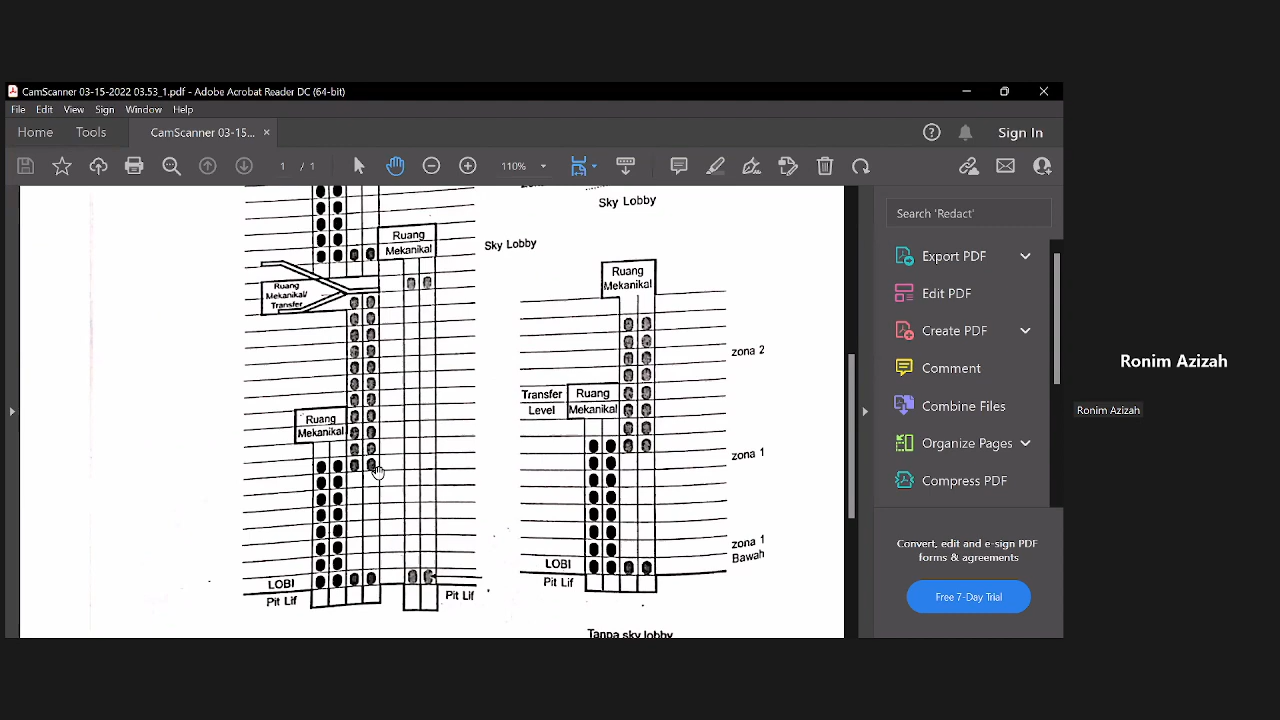 CamScanner 03-15-2022 03.53_1.pdf - Adobe Acrobat Reader DC (64-bit)
File Edit View Sign Window Help
Home Tools CamScanner 03-15... × Sign In
1 / 1 110%
Sky Lobby
Ruang
Mekanikal
Sky Lobby
Ruang
Mekanikal/
Transfer
Ruang
Mekanikal
zona 2
Transfer
Level
Ruang
Mekanikal
Ruang
Mekanikal
zona 1
zona 1
Bawah
LOBI
Pit Lif
Pit Lif
LOBI
Pit Lif
Tanpa sky lobby
Search 'Redact'
Export PDF
Edit PDF
Create PDF
Comment
Combine Files
Organize Pages
Compress PDF
Convert, edit and e-sign PDF
forms & agreements
Free 7-Day Trial
Ronim Azizah
Ronim Azizah